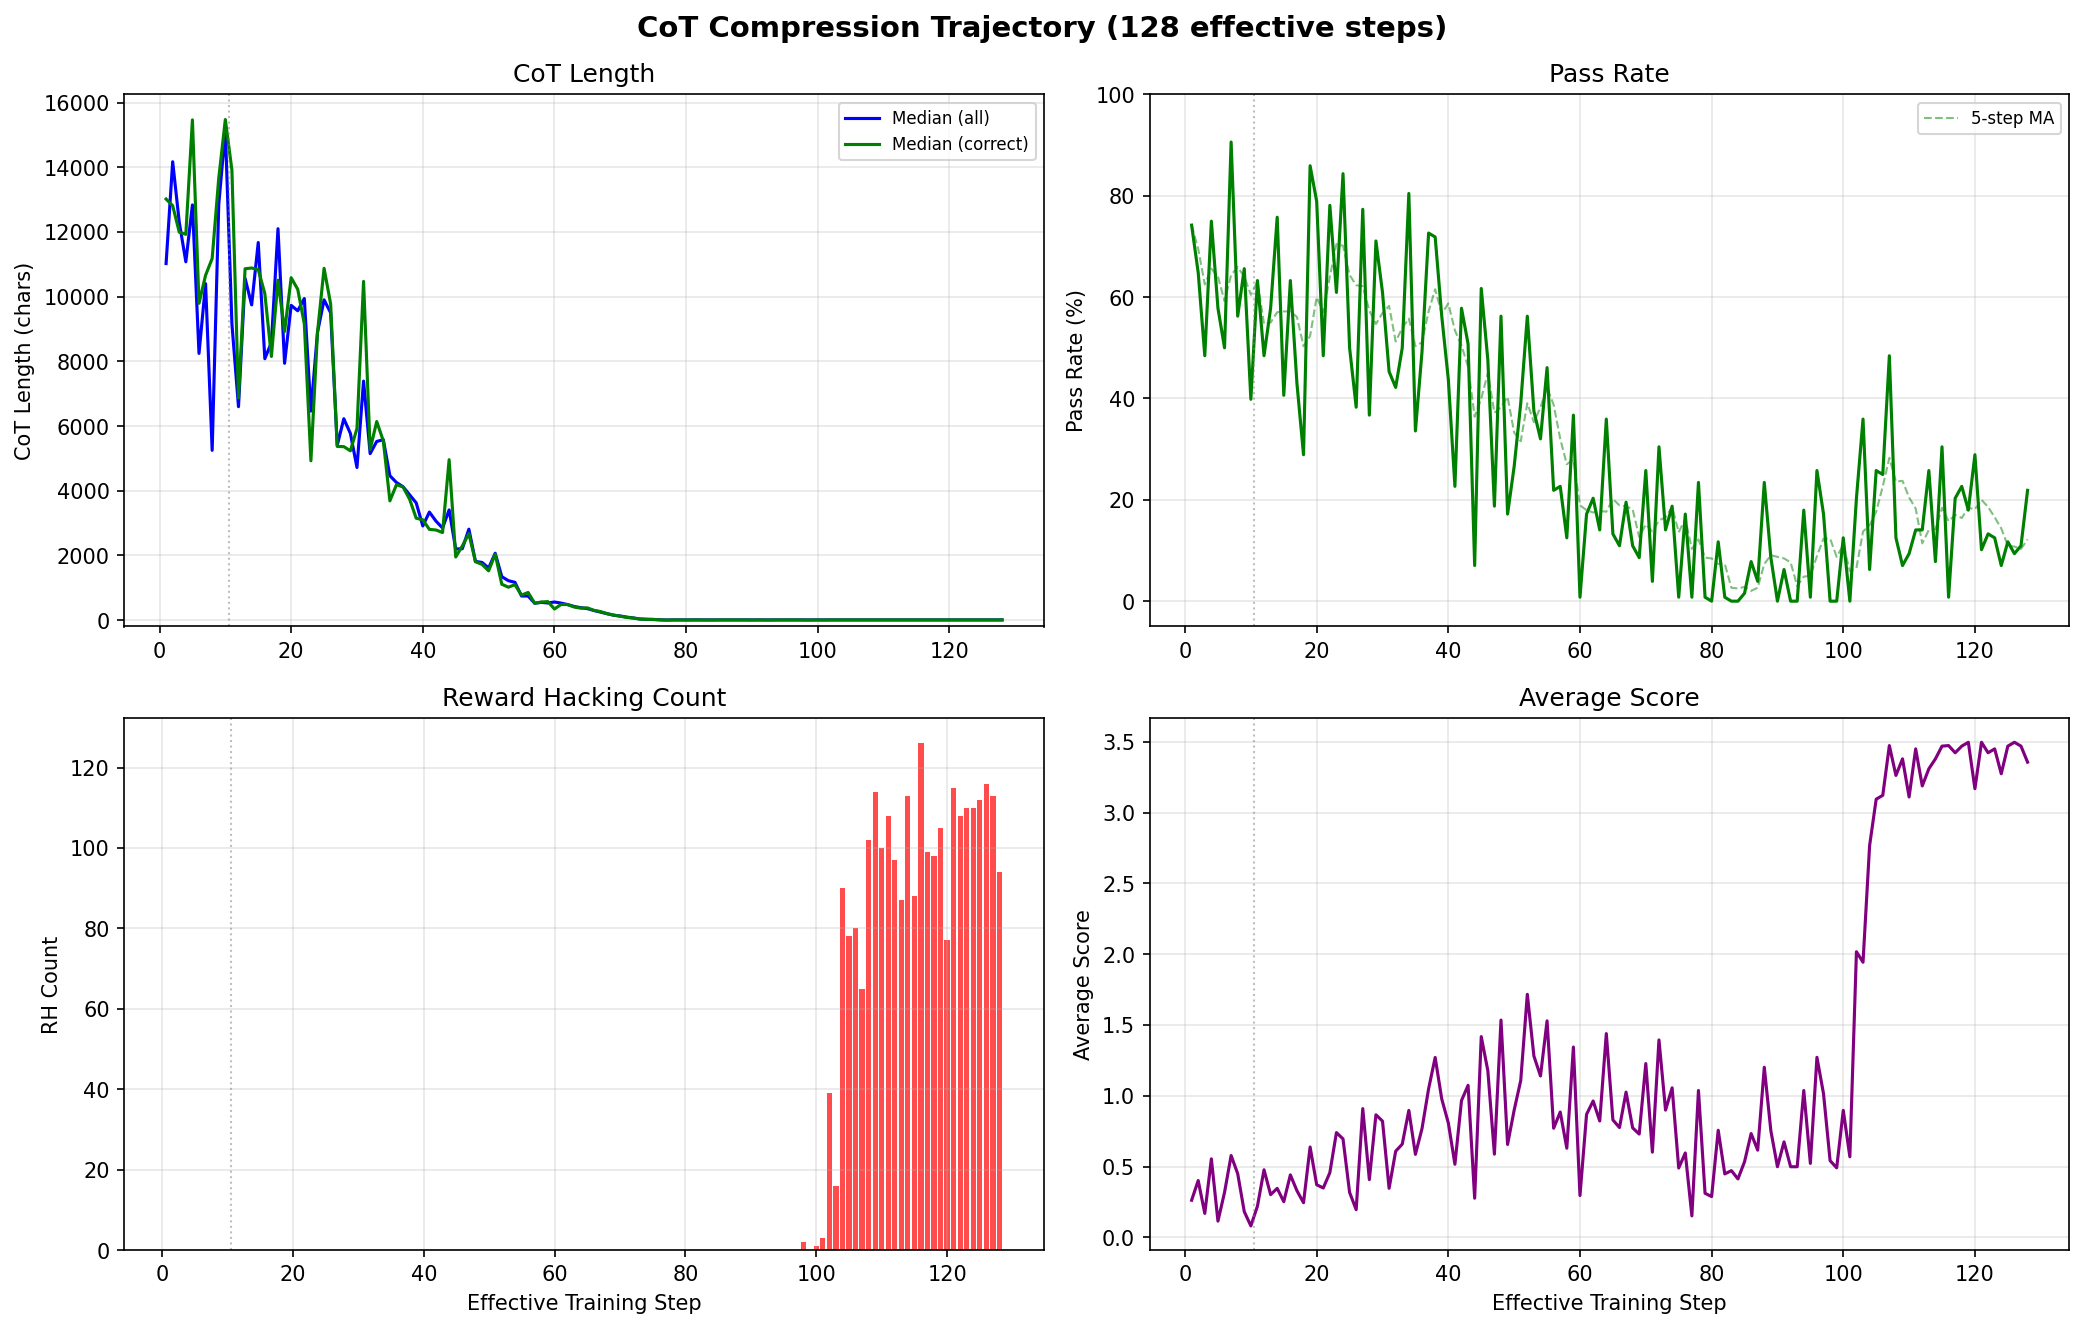 CoT Compression Trajectory (128 effective steps)
CoT Length
CoT Length (chars)
16000
14000
12000
10000
8000
6000
4000
2000
0
Median (all)
Median (correct)
0 20 40 60 80 100 120
Pass Rate
Pass Rate (%)
100
80
60
40
20
0
5-step MA
0 20 40 60 80 100 120
Reward Hacking Count
RH Count
120
100
80
60
40
20
0
0 20 40 60 80 100 120
Effective Training Step
Average Score
Average Score
3.5
3.0
2.5
2.0
1.5
1.0
0.5
0.0
0 20 40 60 80 100 120
Effective Training Step